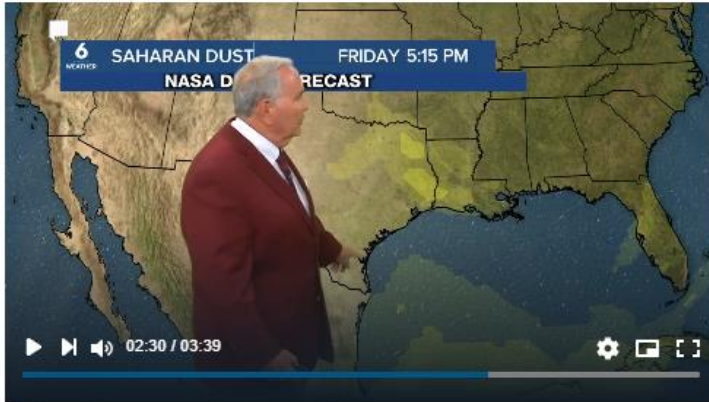 6
WEATHER
SAHARAN DUST FRIDAY 5:15 PM
NASA D RECAST
02:30 / 03:39